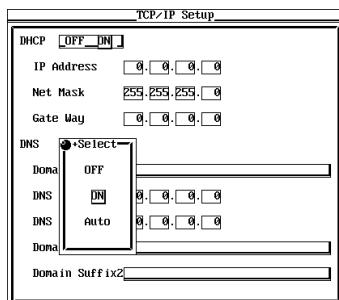 TCP/IP Setup
DHCP OFF ON
IP Address 0. 0. 0. 0
Net Mask 255.255.255. 0
Gate Way 0. 0. 0. 0
DNS +Select
Doma OFF
DNS ON 0. 0. 0. 0
DNS Auto 0. 0. 0. 0
Doma
Domain Suffix2